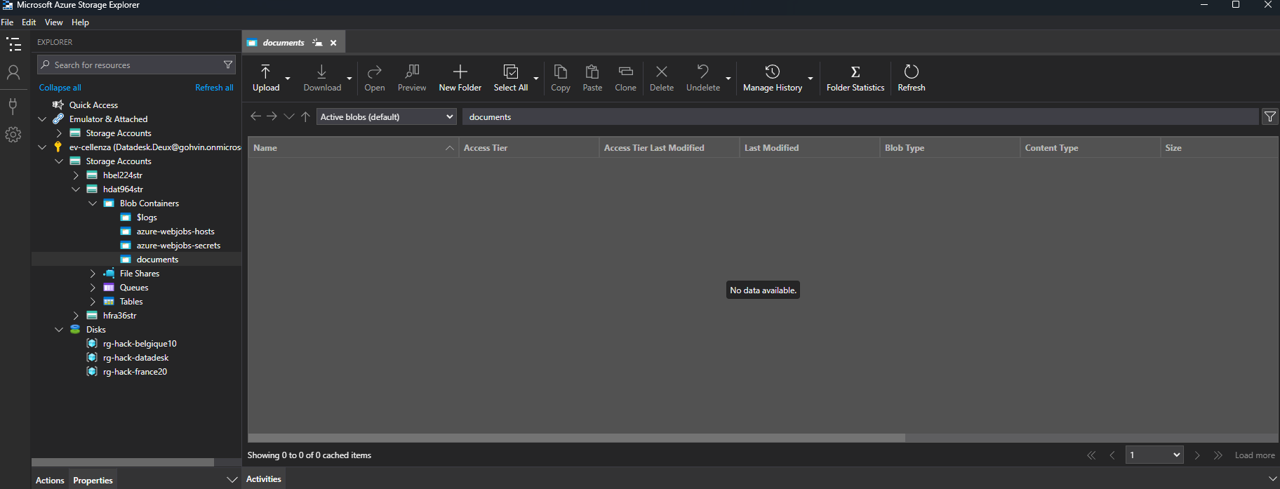 Microsoft Azure Storage Explorer
File Edit View Help
EXPLORER
Search for resources
Collapse all Refresh all
Quick Access
Emulator & Attached
Storage Accounts
ev-cellenza (Datadesk.Deux@gohvin.onmicros
Storage Accounts
hbel224str
hdat964str
Blob Containers
$logs
azure-webjobs-hosts
azure-webjobs-secrets
documents
File Shares
Queues
Tables
hfra36str
Disks
rg-hack-belgique10
rg-hack-datadesk
rg-hack-france20
Actions Properties
documents
Upload Download Open Preview New Folder Select All Copy Paste Clone Delete Undelete Manage History Folder Statistics Refresh
Active blobs (default) documents
Name Access Tier Access Tier Last Modified Last Modified Blob Type Content Type Size
No data available.
Showing 0 to 0 of 0 cached items 1 Load more
Activities